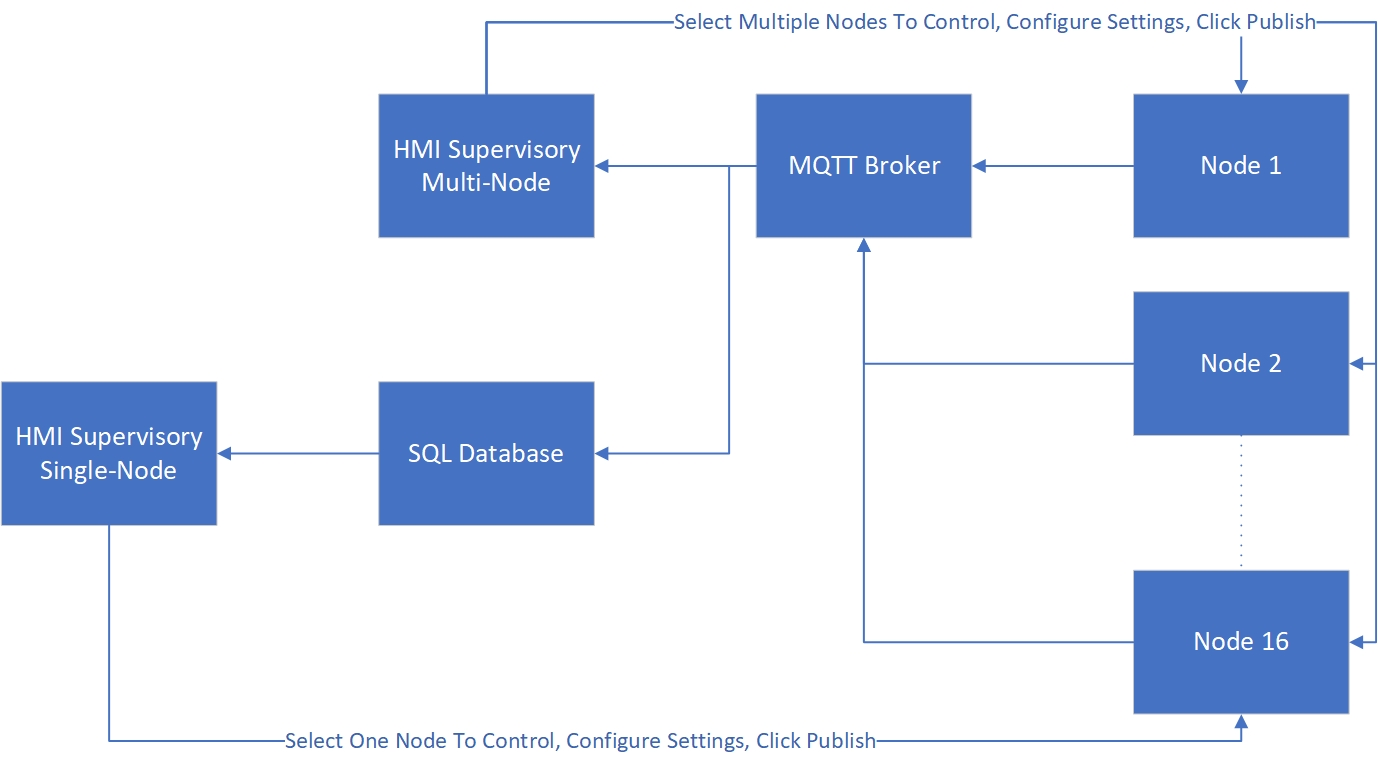 Select Multiple Nodes To Control, Configure Settings, Click Publish
HMI Supervisory
Multi-Node
MQTT Broker
Node 1
Node 2
HMI Supervisory
Single-Node
SQL Database
Node 16
Select One Node To Control, Configure Settings, Click Publish